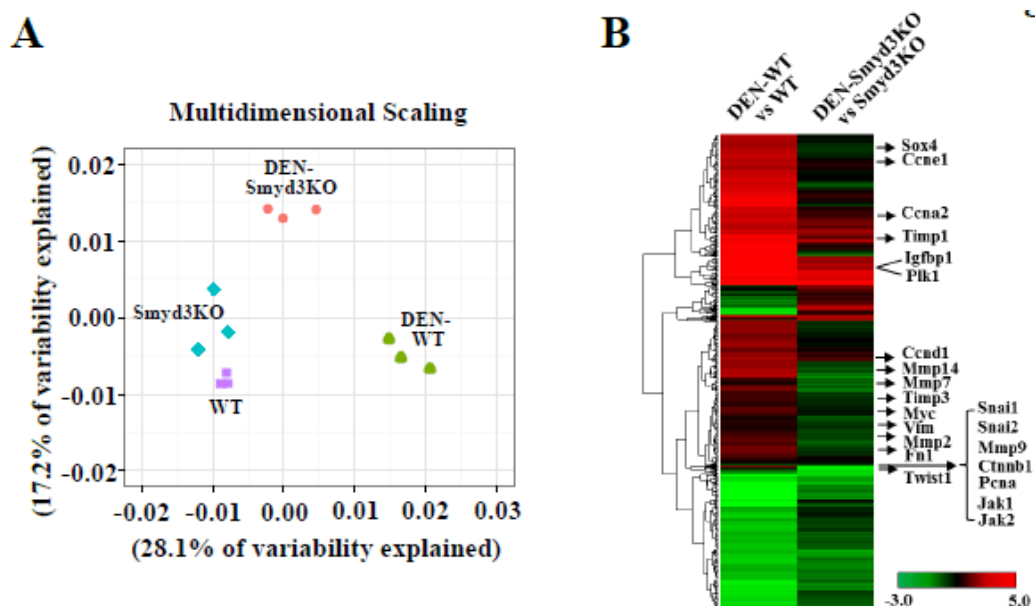 A
Multidimensional Scaling
0.02
0.01
0.00
-0.01
-0.02
-0.02
-0.01
0.00
0.01
0.02
0.03
(17.2% of variability explained)
(28.1% of variability explained)
DEN-
Smyd3KO
Smyd3KO
DEN-
WT
WT
B
DEN-WT
vs WT
DEN-Smyd3KO
vs Smyd3KO
Sox4
Ccne1
Ccna2
Timp1
Igfbp1
Plk1
Ccnd1
Mmp14
Mmp7
Timp3
Myc
Vim
Mmp2
Fn1
Twist1
Snai1
Snai2
Mmp9
Ctnnb1
Pcna
Jak1
Jak2
-3.0
5.0